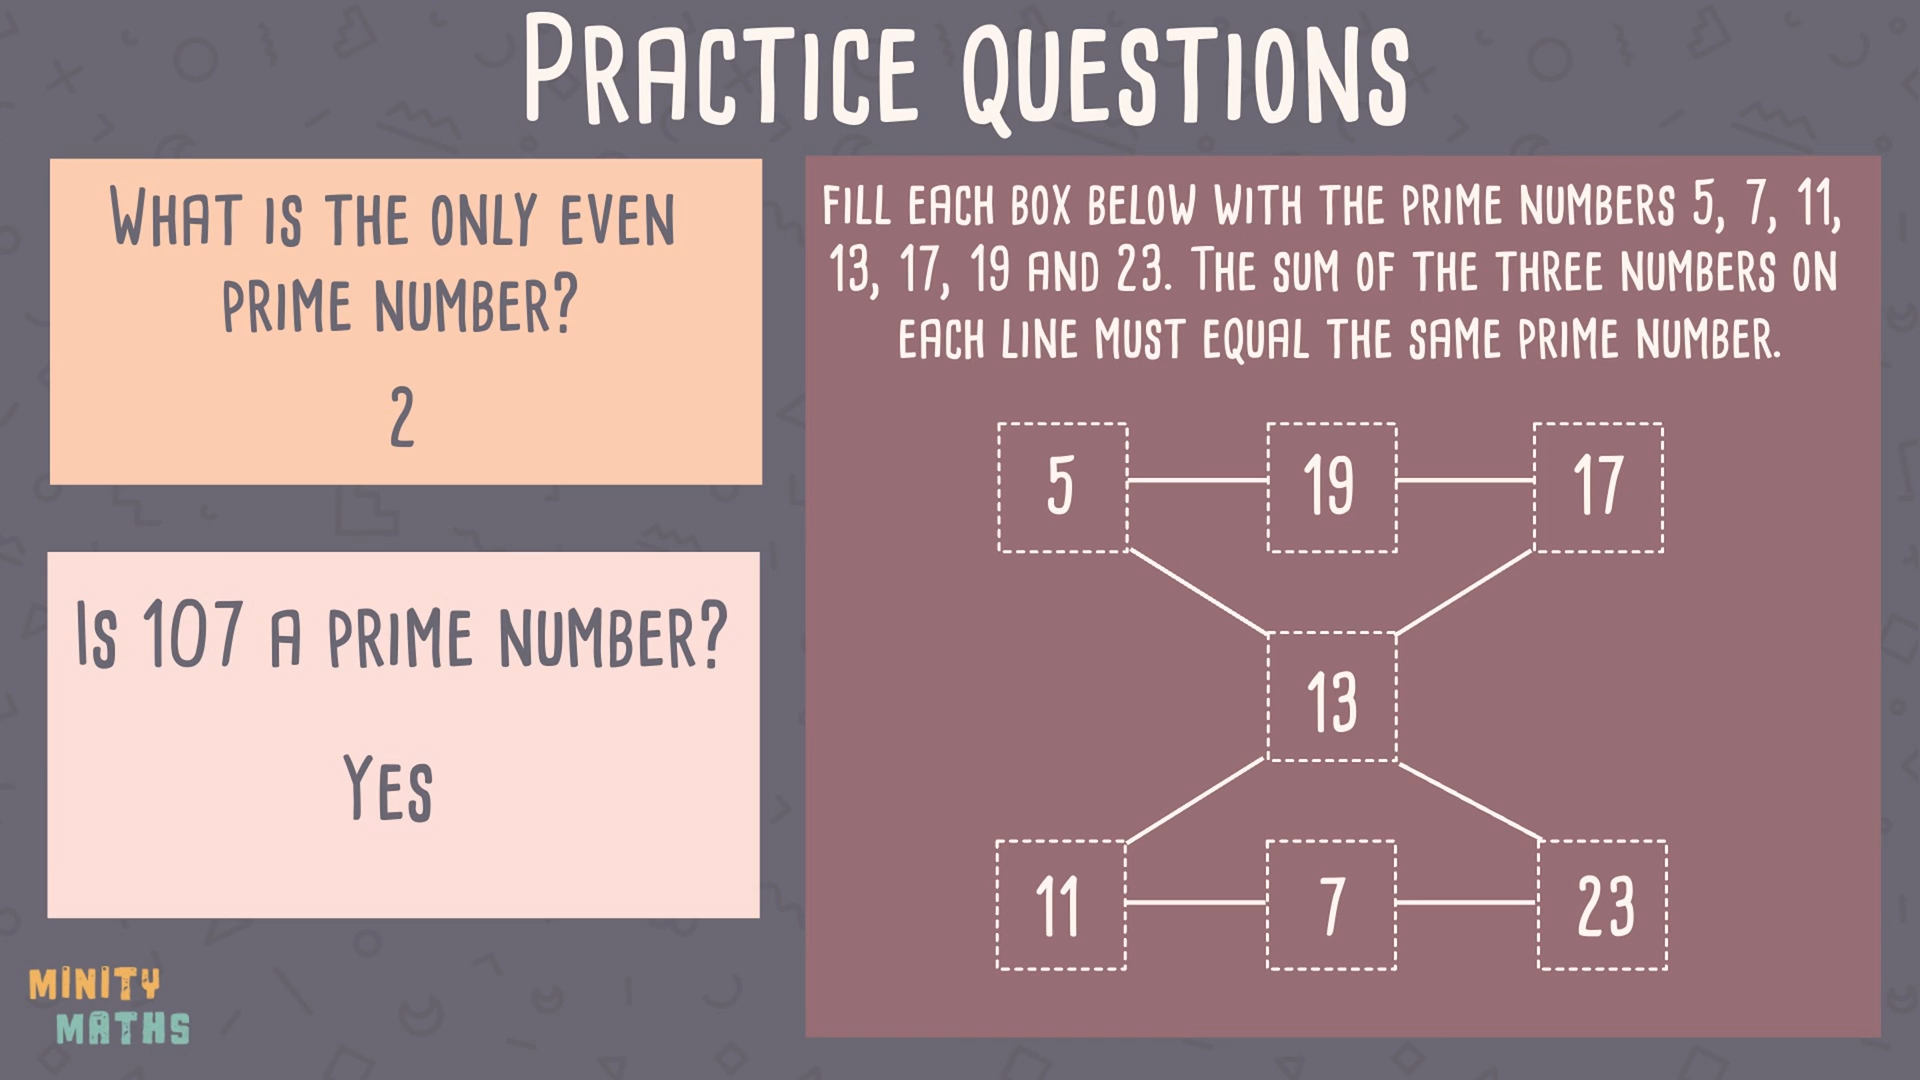 Practice questions
What is the only even
prime number?
2
Is 107 a prime number?
Yes
Fill each box below with the prime numbers 5, 7, 11,
13, 17, 19 and 23. The sum of the three numbers on
each line must equal the same prime number.
5 19 17
13
11 7 23
MINITY
MATHS